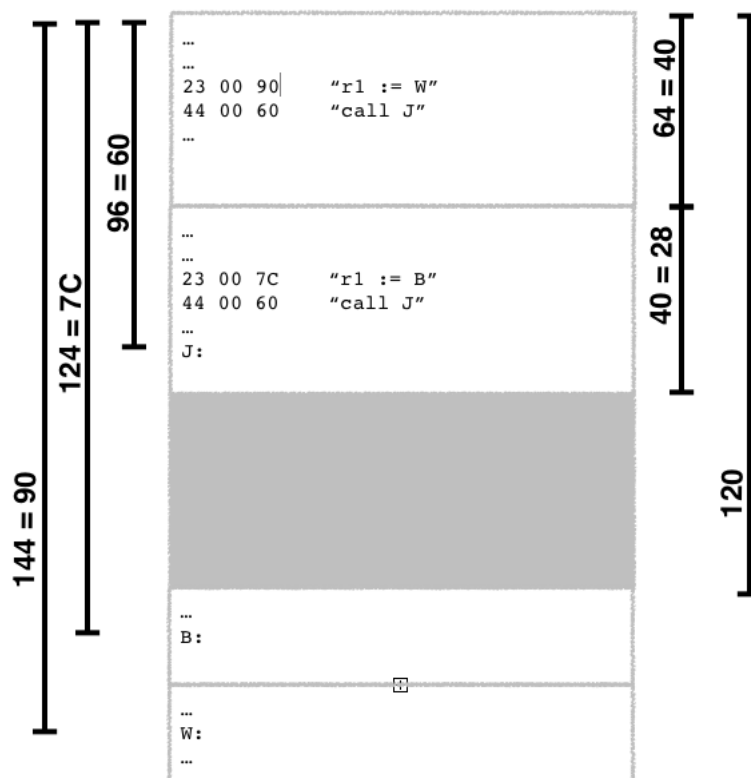 …
…
23 00 90 “r1 := W”
44 00 60 “call J”
…
…
…
23 00 7C “r1 := B”
44 00 60 “call J”
…
J:
…
B:
…
W:
…
144 = 90
124 = 7C
96 = 60
64 = 40
40 = 28
120